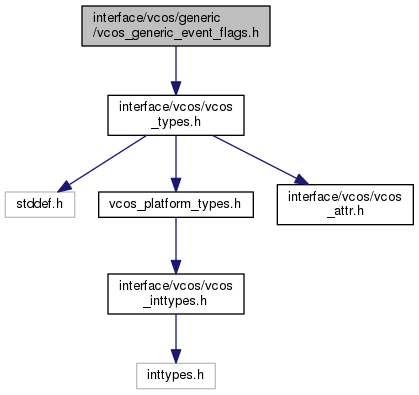 interface/vcos/generic
/vcos_generic_event_flags.h
interface/vcos/vcos
_types.h
stddef.h
vcos_platform_types.h
interface/vcos/vcos
_attr.h
interface/vcos/vcos
_inttypes.h
inttypes.h